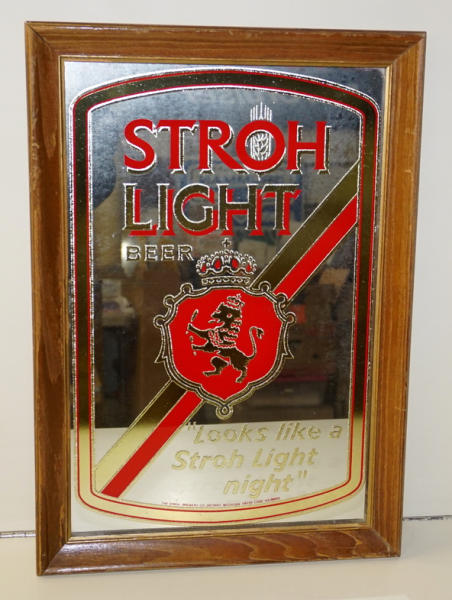 STROH
LIGHT
BEER
"Looks like a
Stroh Light
night"